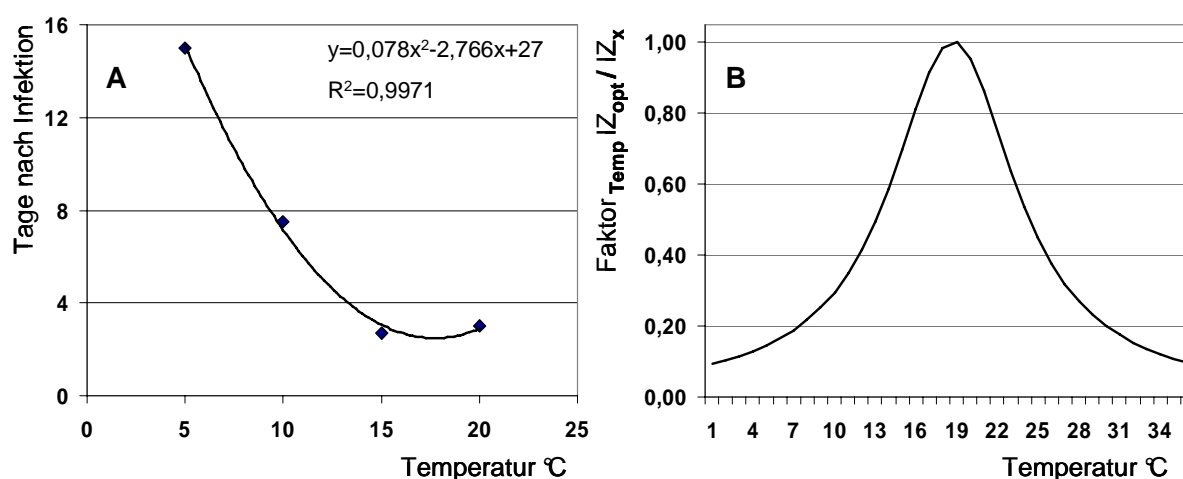 A
y=0,078x²-2,766x+27
R²=0,9971
Tage nach Infektion
16
12
8
4
0
0 5 10 15 20 25
Temperatur °C
B
Faktor Temp IZopt / IZx
1,00
0,80
0,60
0,40
0,20
0,00
1 4 7 10 13 16 19 22 25 28 31 34
Temperatur °C